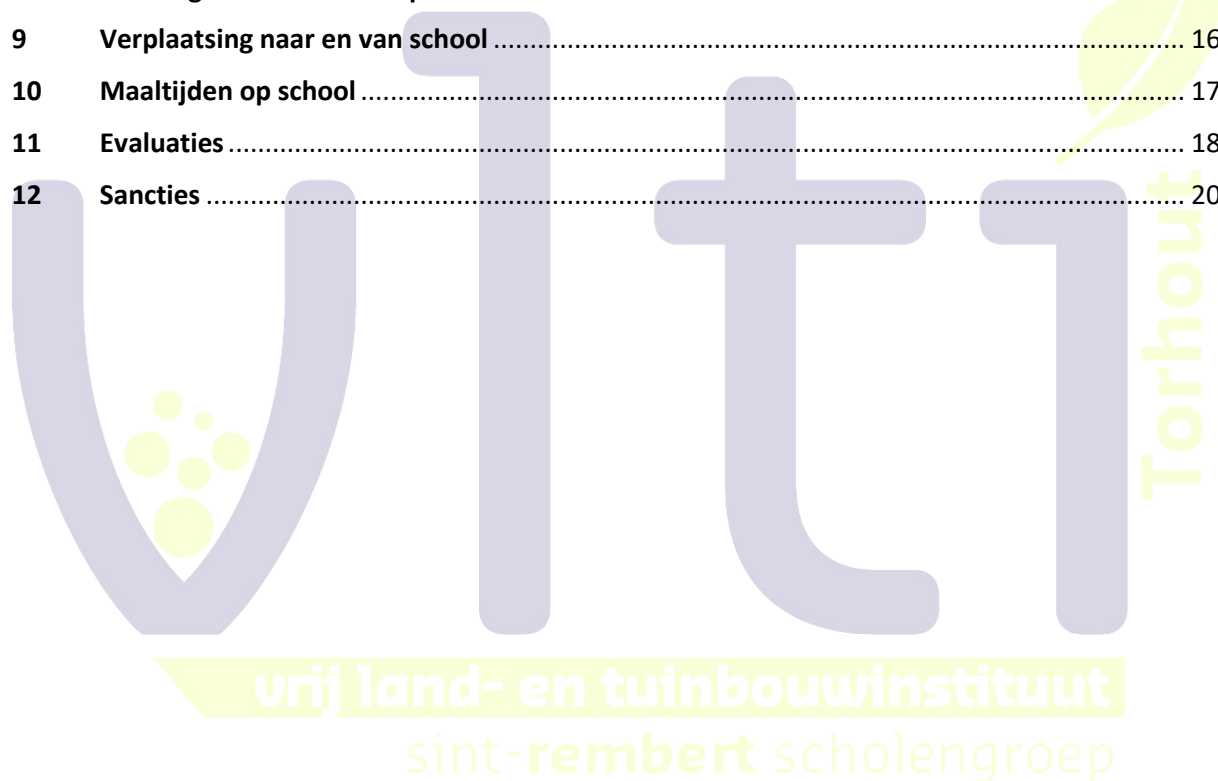 9 Verplaatsing naar en van school ........ 16
10 Maaltijden op school ........ 17
11 Evaluaties ........ 18
12 Sancties ........ 20
vlti
Torhout
vrij land- en tuinbouwinstituut
sint-rembert scholengroep